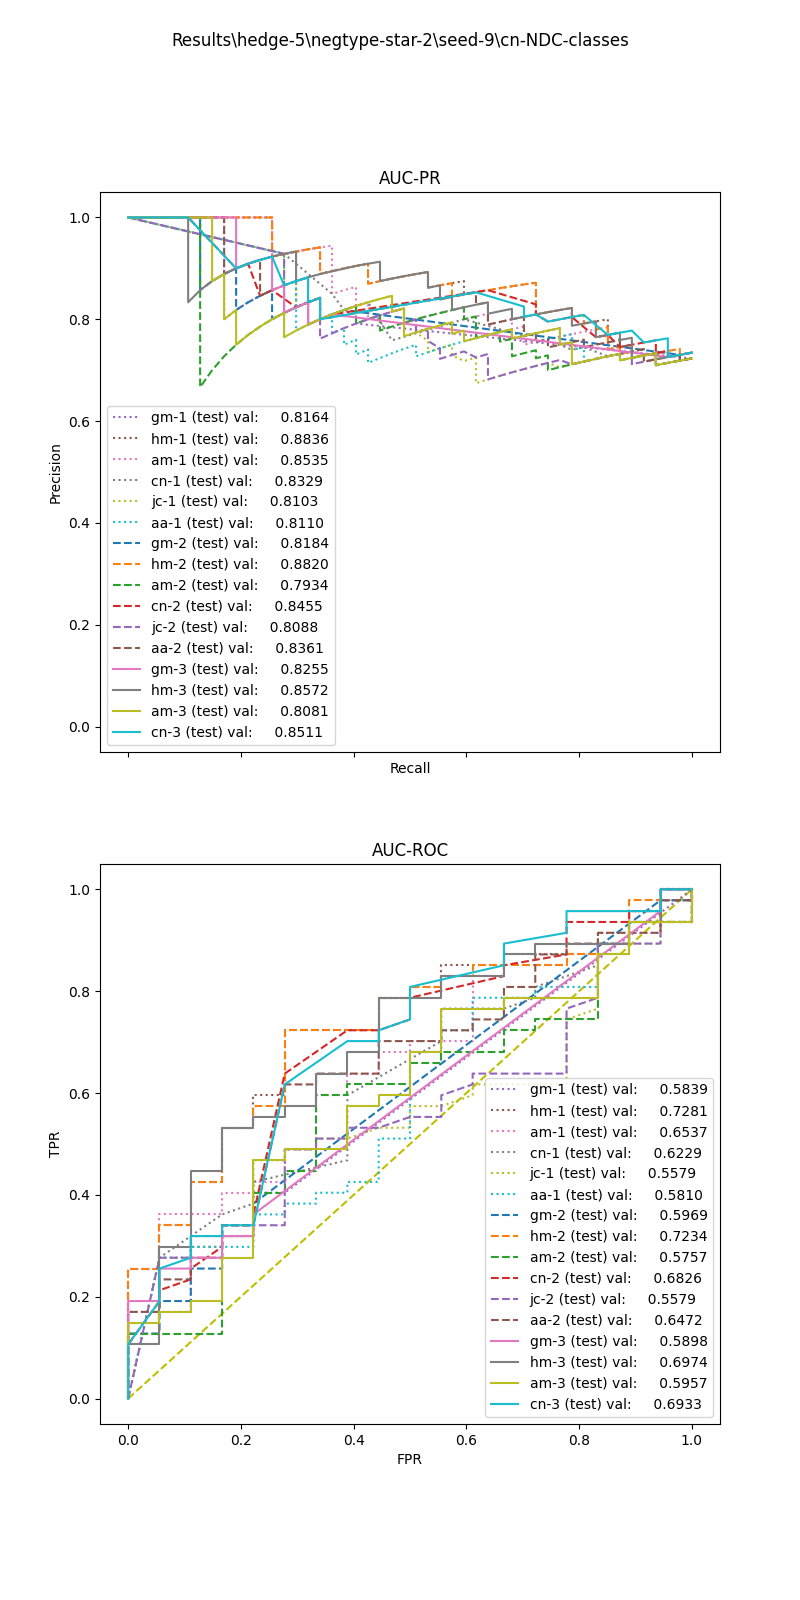 Results\hedge-5\negtype-star-2\seed-9\cn-NDC-classes
AUC-PR
1.0
0.8
0.6
0.4
0.2
0.0
Precision
gm-1 (test) val: 0.8164
hm-1 (test) val: 0.8836
am-1 (test) val: 0.8535
cn-1 (test) val: 0.8329
jc-1 (test) val: 0.8103
aa-1 (test) val: 0.8110
gm-2 (test) val: 0.8184
hm-2 (test) val: 0.8820
am-2 (test) val: 0.7934
cn-2 (test) val: 0.8455
jc-2 (test) val: 0.8088
aa-2 (test) val: 0.8361
gm-3 (test) val: 0.8255
hm-3 (test) val: 0.8572
am-3 (test) val: 0.8081
cn-3 (test) val: 0.8511
Recall
AUC-ROC
1.0
0.8
0.6
0.4
0.2
0.0
TPR
gm-1 (test) val: 0.5839
hm-1 (test) val: 0.7281
am-1 (test) val: 0.6537
cn-1 (test) val: 0.6229
jc-1 (test) val: 0.5579
aa-1 (test) val: 0.5810
gm-2 (test) val: 0.5969
hm-2 (test) val: 0.7234
am-2 (test) val: 0.5757
cn-2 (test) val: 0.6826
jc-2 (test) val: 0.5579
aa-2 (test) val: 0.6472
gm-3 (test) val: 0.5898
hm-3 (test) val: 0.6974
am-3 (test) val: 0.5957
cn-3 (test) val: 0.6933
0.0 0.2 0.4 0.6 0.8 1.0
FPR